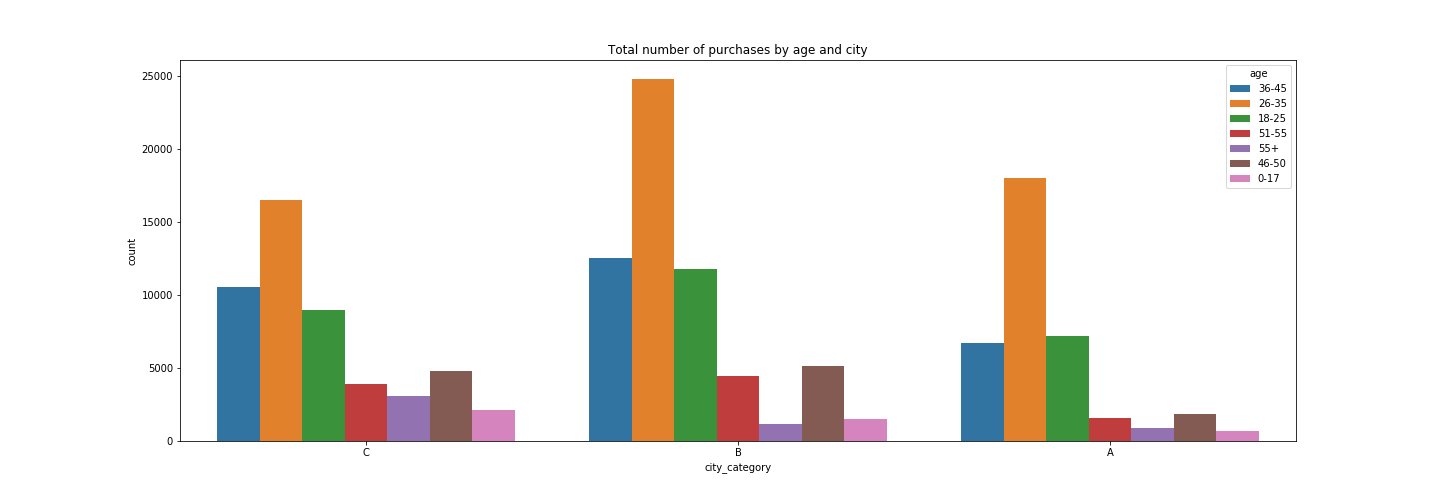 Total number of purchases by age and city
age
36-45
26-35
18-25
51-55
55+
46-50
0-17
count
25000
20000
15000
10000
5000
0
C
B
A
city_category